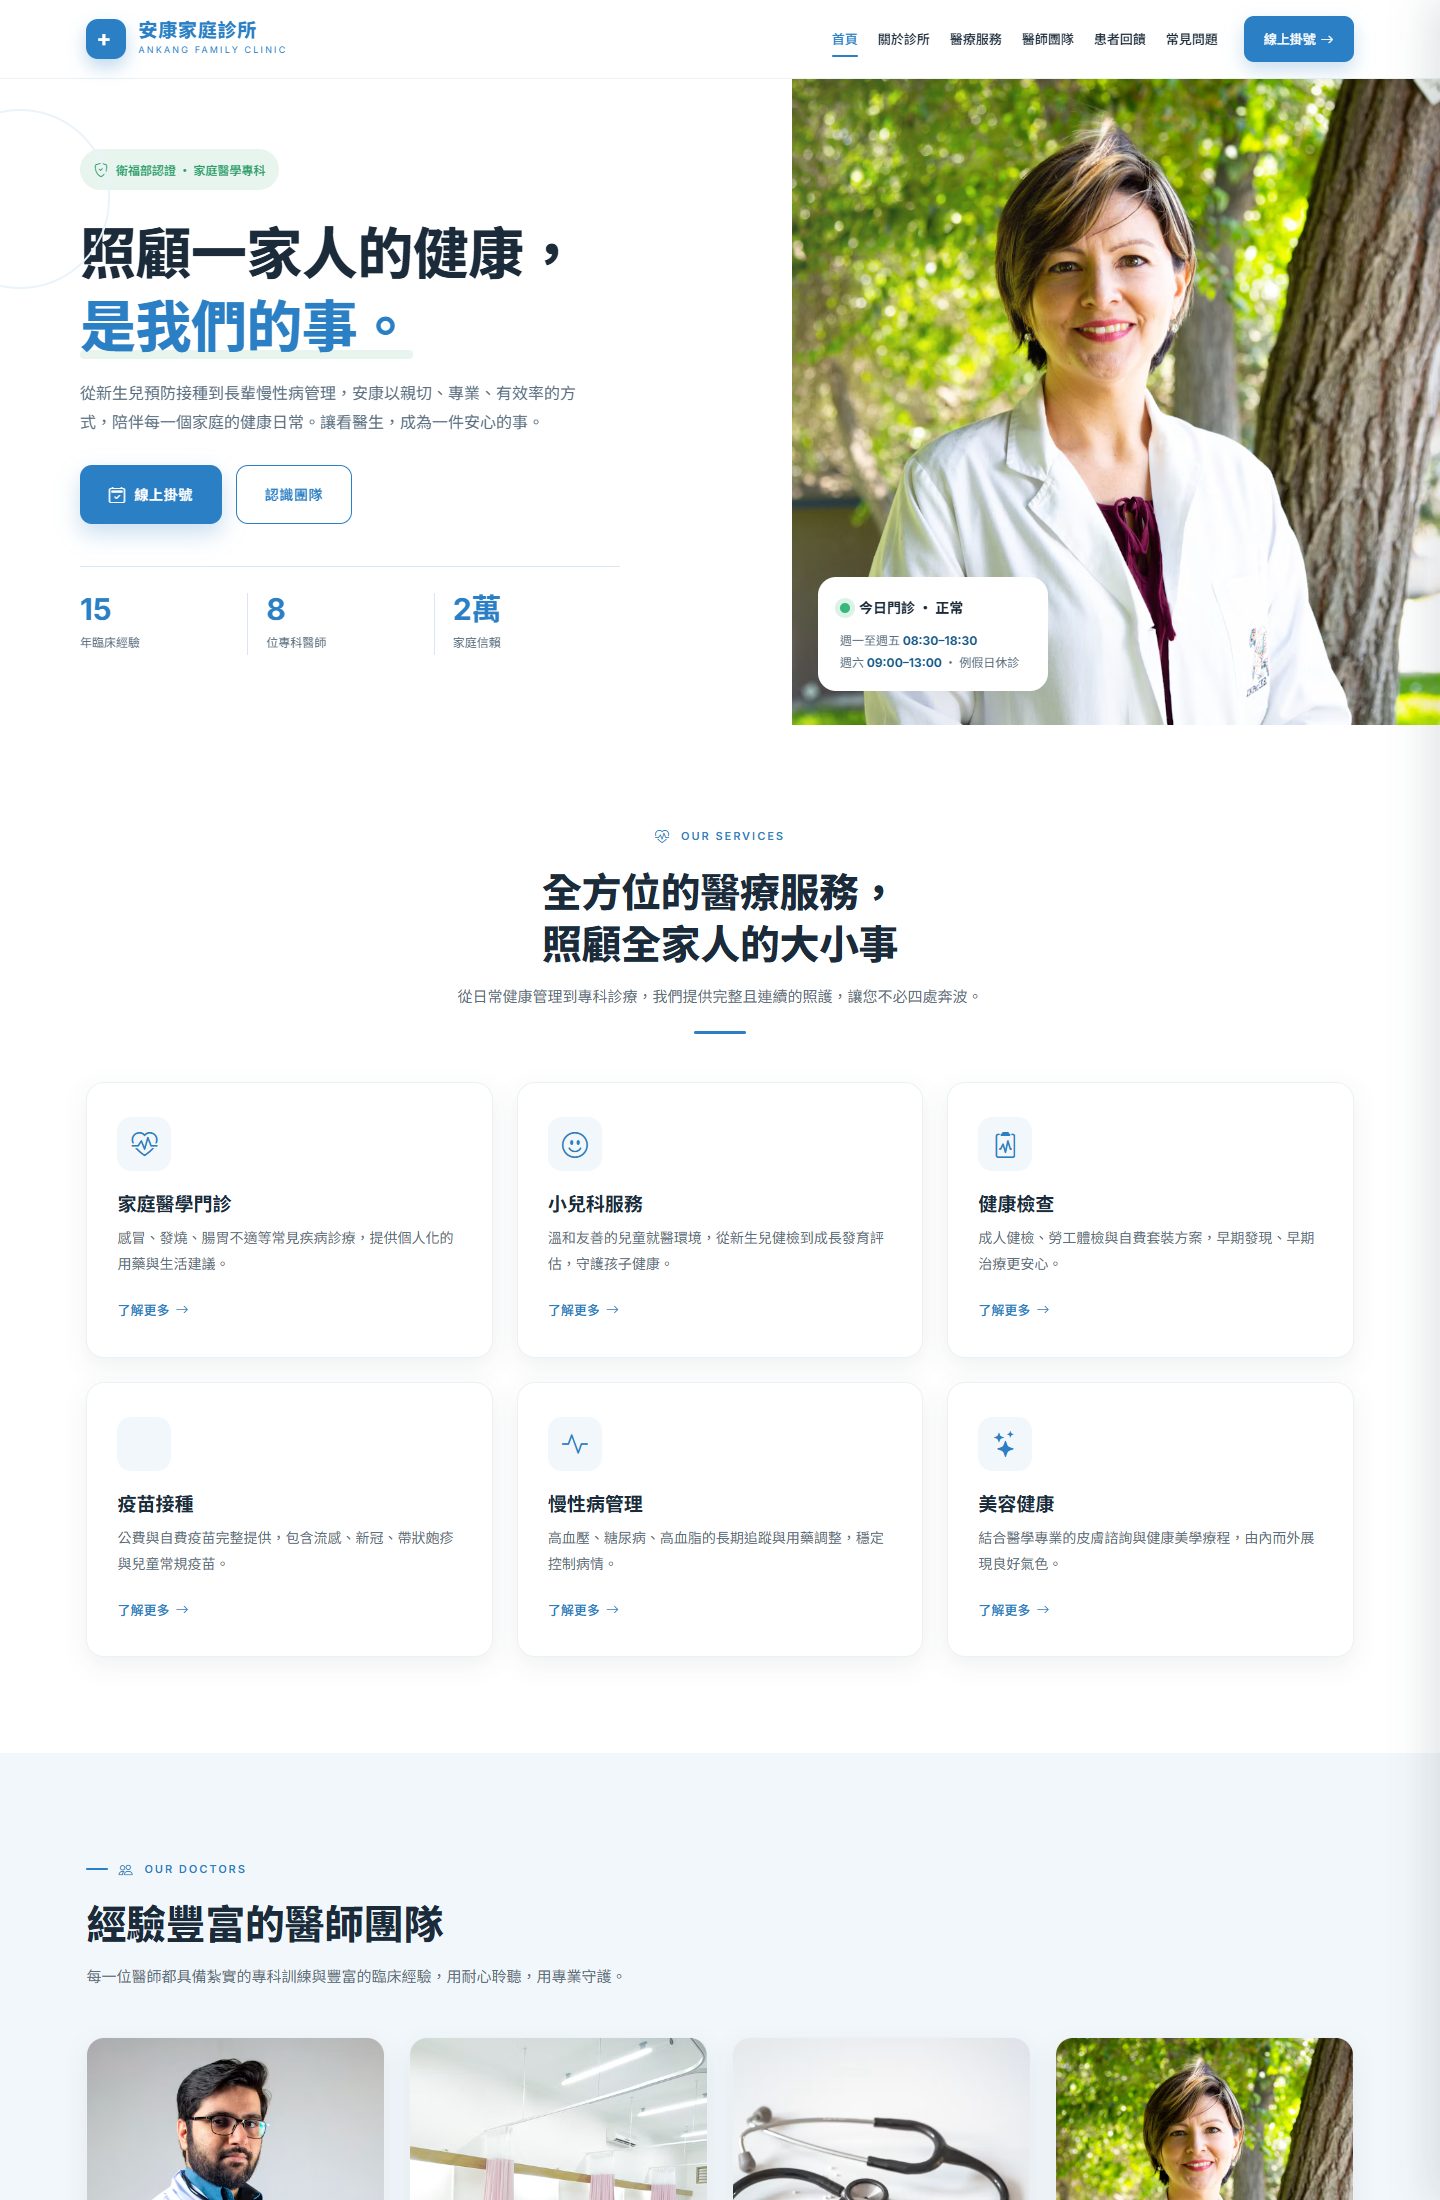 安康家庭診所
ANKANG FAMILY CLINIC
首頁
關於診所
醫療服務
醫師團隊
患者回饋
常見問題
線上掛號 →
衛福部認證 · 家庭醫學專科
照顧一家人的健康，
是我們的事。
從新生兒預防接種到長輩慢性病管理，安康以親切、專業、有效率的方
式，陪伴每一個家庭的健康日常。讓看醫生，成為一件安心的事。
線上掛號
認識團隊
15
年臨床經驗
8
位專科醫師
2萬
家庭信賴
今日門診 · 正常
週一至週五 08:30–18:30
週六 09:00–13:00 · 例假日休診
OUR SERVICES
全方位的醫療服務，
照顧全家人的大小事
從日常健康管理到專科診療，我們提供完整且連續的照護，讓您不必四處奔波。
家庭醫學門診
感冒、發燒、腸胃不適等常見疾病診療，提供個人化的
用藥與生活建議。
了解更多 →
小兒科服務
溫和友善的兒童就醫環境，從新生兒健檢到成長發育評
估，守護孩子健康。
了解更多 →
健康檢查
成人健檢、勞工體檢與自費套裝方案，早期發現、早期
治療更安心。
了解更多 →
疫苗接種
公費與自費疫苗完整提供，包含流感、新冠、帶狀皰疹
與兒童常規疫苗。
了解更多 →
慢性病管理
高血壓、糖尿病、高血脂的長期追蹤與用藥調整，穩定
控制病情。
了解更多 →
美容健康
結合醫學專業的皮膚諮詢與健康美學療程，由內而外展
現良好氣色。
了解更多 →
OUR DOCTORS
經驗豐富的醫師團隊
每一位醫師都具備紮實的專科訓練與豐富的臨床經驗，用耐心聆聽，用專業守護。